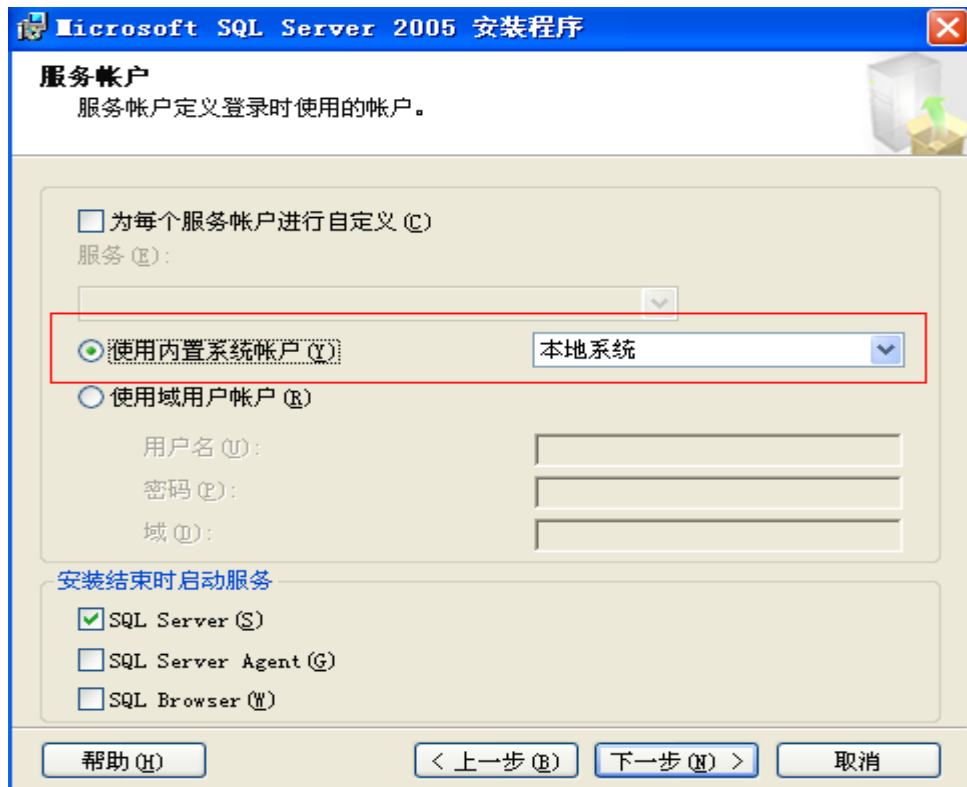 Microsoft SQL Server 2005 安装程序
服务帐户
服务帐户定义登录时使用的帐户。
为每个服务帐户进行自定义(C)
服务(E):
使用内置系统帐户(Y) 本地系统
使用域用户帐户(R)
用户名(U):
密码(P):
域(D):
安装结束时启动服务
SQL Server(S)
SQL Server Agent(G)
SQL Browser(W)
帮助(H) < 上一步(B) 下一步(N) > 取消